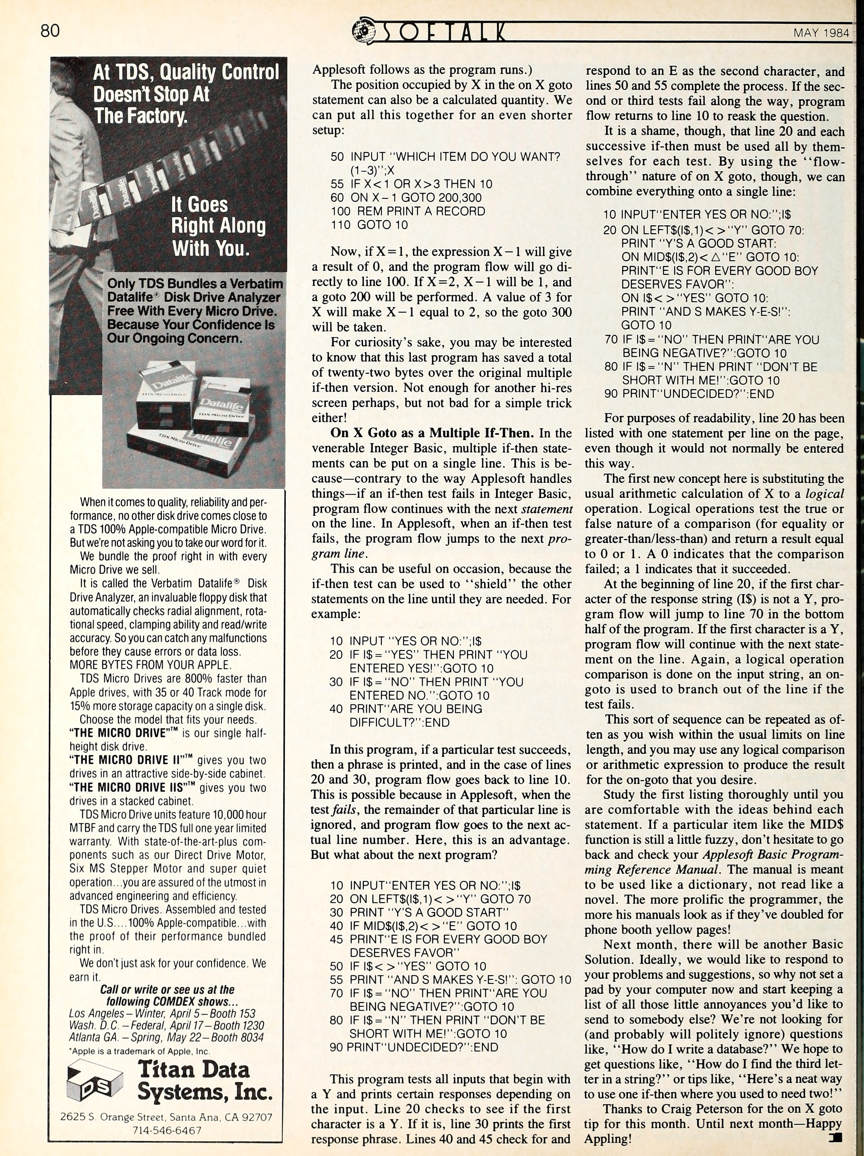 80
SOFTALK
MAY 1984
At TDS, Quality Control
Doesn't Stop At
The Factory.
It Goes
Right Along
With You.
Only TDS Bundles a Verbatim
Datalife® Disk Drive Analyzer
Free With Every Micro Drive.
Because Your Confidence Is
Our Ongoing Concern.
Datalife
Datalife
Datalife
When it comes to quality, reliability and per-
formance, no other disk drive comes close to
a TDS 100% Apple-compatible Micro Drive.
But we're not asking you to take our word for it.
We bundle the proof right in with every
Micro Drive we sell.
It is called the Verbatim Datalife® Disk
Drive Analyzer, an invaluable floppy disk that
automatically checks radial alignment, rota-
tional speed, clamping ability and read/write
accuracy. So you can catch any malfunctions
before they cause errors or data loss.
MORE BYTES FROM YOUR APPLE.
TDS Micro Drives are 800% faster than
Apple drives, with 35 or 40 Track mode for
15% more storage capacity on a single disk.
Choose the model that fits your needs.
"THE MICRO DRIVE"™ is our single half-
height disk drive.
"THE MICRO DRIVE II"™ gives you two
drives in an attractive side-by-side cabinet.
"THE MICRO DRIVE IIS"™ gives you two
drives in a stacked cabinet.
TDS Micro Drive units feature 10,000 hour
MTBF and carry the TDS full one year limited
warranty. With state-of-the-art-plus com-
ponents such as our Direct Drive Motor,
Six MS Stepper Motor and super quiet
operation...you are assured of the utmost in
advanced engineering and efficiency.
TDS Micro Drives. Assembled and tested
in the U.S....100% Apple-compatible...with
the proof of their performance bundled
right in.
We don't just ask for your confidence. We
earn it.
Call or write or see us at the
following COMDEX shows...
Los Angeles – Winter, April 5 – Booth 153
Wash. D.C. – Federal, April 17 – Booth 1230
Atlanta GA. – Spring, May 22 – Booth 8034
*Apple is a trademark of Apple, Inc.
TDS
Titan Data
Systems, Inc.
2625 S. Orange Street, Santa Ana, CA 92707
714-546-6467
Applesoft follows as the program runs.)
The position occupied by X in the on X goto
statement can also be a calculated quantity. We
can put all this together for an even shorter
setup:
50 INPUT "WHICH ITEM DO YOU WANT?
(1–3)";X
55 IF X<1 OR X>3 THEN 10
60 ON X–1 GOTO 200,300
100 REM PRINT A RECORD
110 GOTO 10
Now, if X=1, the expression X–1 will give
a result of 0, and the program flow will go di-
rectly to line 100. If X=2, X–1 will be 1, and
a goto 200 will be performed. A value of 3 for
X will make X–1 equal to 2, so the goto 300
will be taken.
For curiosity's sake, you may be interested
to know that this last program has saved a total
of twenty-two bytes over the original multiple
if-then version. Not enough for another hi-res
screen perhaps, but not bad for a simple trick
either!
On X Goto as a Multiple If-Then. In the
venerable Integer Basic, multiple if-then state-
ments can be put on a single line. This is be-
cause—contrary to the way Applesoft handles
things—if an if-then test fails in Integer Basic,
program flow continues with the next statement
on the line. In Applesoft, when an if-then test
fails, the program flow jumps to the next pro-
gram line.
This can be useful on occasion, because the
if-then test can be used to "shield" the other
statements on the line until they are needed. For
example:
10 INPUT "YES OR NO:";I$
20 IF I$="YES" THEN PRINT "YOU
ENTERED YES!":GOTO 10
30 IF I$="NO" THEN PRINT "YOU
ENTERED NO.":GOTO 10
40 PRINT"ARE YOU BEING
DIFFICULT?":END
In this program, if a particular test succeeds,
then a phrase is printed, and in the case of lines
20 and 30, program flow goes back to line 10.
This is possible because in Applesoft, when the
test fails, the remainder of that particular line is
ignored, and program flow goes to the next ac-
tual line number. Here, this is an advantage.
But what about the next program?
10 INPUT"ENTER YES OR NO:";I$
20 ON LEFT$(I$,1)< >"Y" GOTO 70
30 PRINT "Y'S A GOOD START"
40 IF MID$(I$,2)< >"E" GOTO 10
45 PRINT"E IS FOR EVERY GOOD BOY
DESERVES FAVOR"
50 IF I$< >"YES" GOTO 10
55 PRINT "AND S MAKES Y-E-S!": GOTO 10
70 IF I$="NO" THEN PRINT"ARE YOU
BEING NEGATIVE?":GOTO 10
80 IF I$="N" THEN PRINT "DON'T BE
SHORT WITH ME!":GOTO 10
90 PRINT"UNDECIDED?":END
This program tests all inputs that begin with
a Y and prints certain responses depending on
the input. Line 20 checks to see if the first
character is a Y. If it is, line 30 prints the first
response phrase. Lines 40 and 45 check for and
respond to an E as the second character, and
lines 50 and 55 complete the process. If the sec-
ond or third tests fail along the way, program
flow returns to line 10 to reask the question.
It is a shame, though, that line 20 and each
successive if-then must be used all by them-
selves for each test. By using the "flow-
through" nature of on X goto, though, we can
combine everything onto a single line:
10 INPUT"ENTER YES OR NO:";I$
20 ON LEFT$(I$,1)< >"Y" GOTO 70:
PRINT "Y'S A GOOD START:
ON MID$(I$,2)< △"E" GOTO 10:
PRINT"E IS FOR EVERY GOOD BOY
DESERVES FAVOR":
ON I$< >"YES" GOTO 10:
PRINT "AND S MAKES Y-E-S!":
GOTO 10
70 IF I$="NO" THEN PRINT"ARE YOU
BEING NEGATIVE?":GOTO 10
80 IF I$="N" THEN PRINT "DON'T BE
SHORT WITH ME!":GOTO 10
90 PRINT"UNDECIDED?":END
For purposes of readability, line 20 has been
listed with one statement per line on the page,
even though it would not normally be entered
this way.
The first new concept here is substituting the
usual arithmetic calculation of X to a logical
operation. Logical operations test the true or
false nature of a comparison (for equality or
greater-than/less-than) and return a result equal
to 0 or 1. A 0 indicates that the comparison
failed; a 1 indicates that it succeeded.
At the beginning of line 20, if the first char-
acter of the response string (I$) is not a Y, pro-
gram flow will jump to line 70 in the bottom
half of the program. If the first character is a Y,
program flow will continue with the next state-
ment on the line. Again, a logical operation
comparison is done on the input string, an on-
goto is used to branch out of the line if the
test fails.
This sort of sequence can be repeated as of-
ten as you wish within the usual limits on line
length, and you may use any logical comparison
or arithmetic expression to produce the result
for the on-goto that you desire.
Study the first listing thoroughly until you
are comfortable with the ideas behind each
statement. If a particular item like the MID$
function is still a little fuzzy, don't hesitate to go
back and check your Applesoft Basic Program-
ming Reference Manual. The manual is meant
to be used like a dictionary, not read like a
novel. The more prolific the programmer, the
more his manuals look as if they've doubled for
phone booth yellow pages!
Next month, there will be another Basic
Solution. Ideally, we would like to respond to
your problems and suggestions, so why not set a
pad by your computer now and start keeping a
list of all those little annoyances you'd like to
send to somebody else? We're not looking for
(and probably will politely ignore) questions
like, "How do I write a database?" We hope to
get questions like, "How do I find the third let-
ter in a string?" or tips like, "Here's a neat way
to use one if-then where you used to need two!"
Thanks to Craig Peterson for the on X goto
tip for this month. Until next month—Happy
Appling!